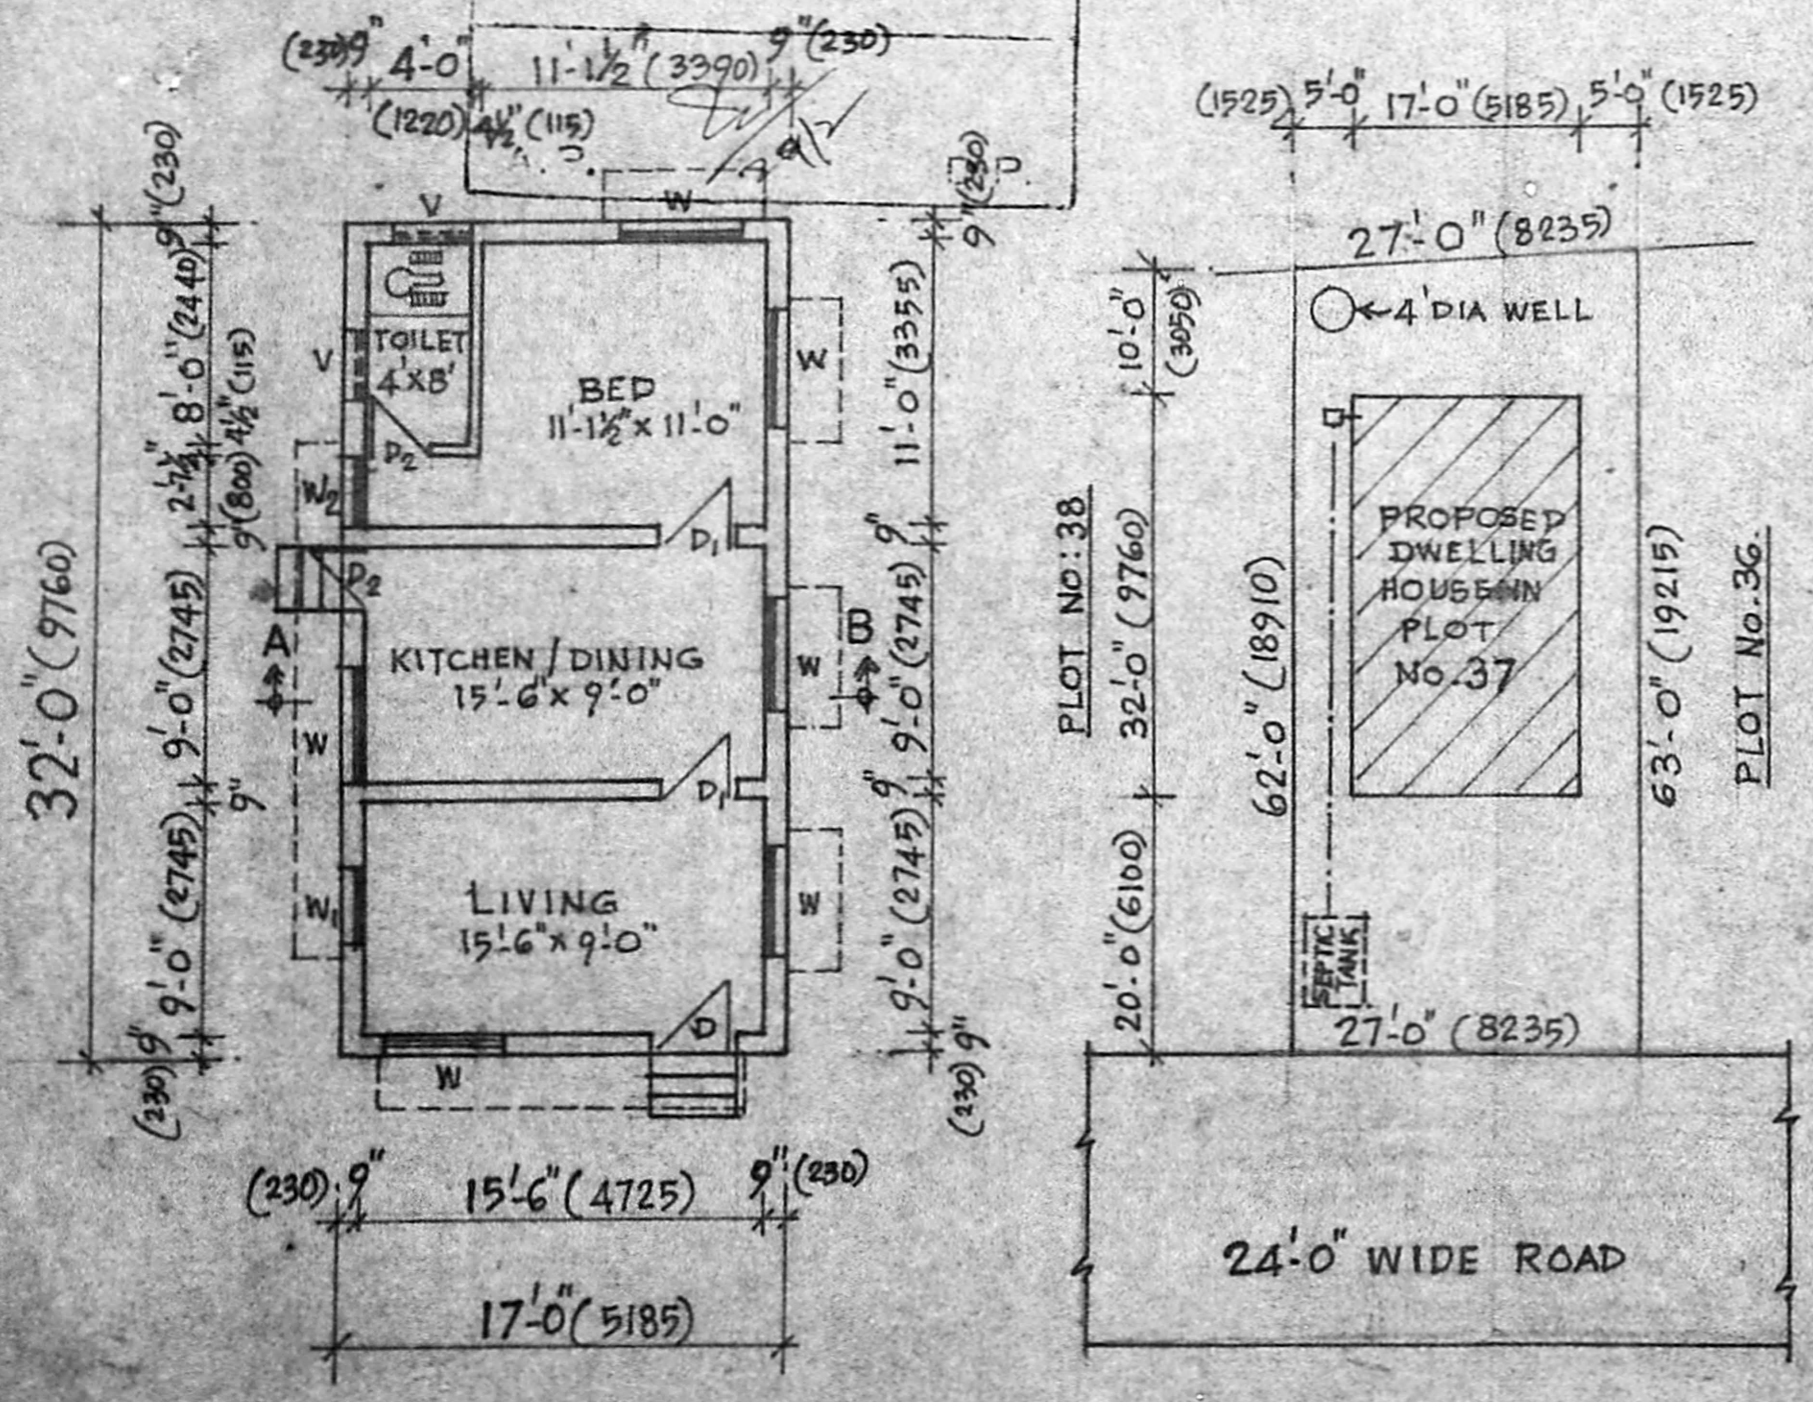 (230) 9" 4'-0" 11'-1½" (3390) 9" (230)
(1220) 4½" (115)
9" (230)
V
W
9" (230)
32'-0" (9760)
8'-0" (2440)
4½" (115)
2'-7½" (800)
9"
9'-0" (2745)
9"
9'-0" (2745)
9" (230)
TOILET
4'X8'
V
D2
W2
BED
11'-1½" x 11'-0"
W
D1
D2
A
KITCHEN / DINING
15'-6" x 9'-0"
W
W
B
D1
LIVING
15'-6" x 9'-0"
W1
W
D
W
11'-0" (3355)
9"
9'-0" (2745)
9"
9'-0" (2745)
9" (230)
(230) 9" 15'-6" (4725) 9" (230)
17'-0" (5185)
(1525) 5'-0" 17'-0" (5185) 5'-0" (1525)
27'-0" (8235)
10'-0" (3050)
4' DIA WELL
PLOT NO: 38
32'-0" (9760)
62'-0" (18910)
PROPOSED
DWELLING
HOUSE IN
PLOT
No. 37
63'-0" (19215)
PLOT No. 36.
20'-0" (6100)
SEPTIC
TANK
27'-0" (8235)
24'-0" WIDE ROAD